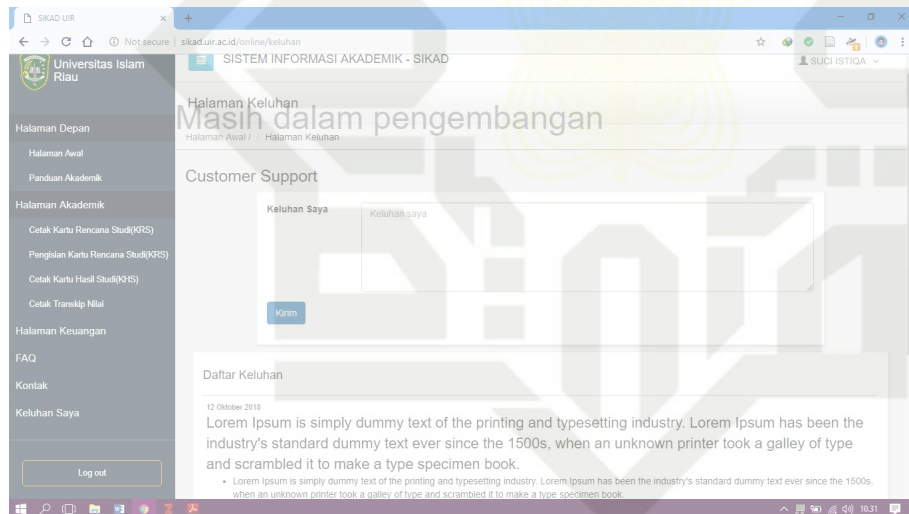 SIKAD UIR
Not secure | sikad.uir.ac.id/online/keluhan
Universitas Islam
Riau
SISTEM INFORMASI AKADEMIK - SIKAD
SUCI ISTIQA
Halaman Keluhan
Masih dalam pengembangan
Halaman Awal / Halaman Keluhan
Halaman Depan
Halaman Awal
Panduan Akademik
Halaman Akademik
Cetak Kartu Rencana Studi(KRS)
Pengisian Kartu Rencana Studi(KRS)
Cetak Kartu Hasil Studi(KHS)
Cetak Transkip Nilai
Halaman Keuangan
FAQ
Kontak
Keluhan Saya
Log out
Customer Support
Keluhan Saya
Keluhan saya
Kirim
Daftar Keluhan
12 Oktober 2018
Lorem Ipsum is simply dummy text of the printing and typesetting industry. Lorem Ipsum has been the
industry's standard dummy text ever since the 1500s, when an unknown printer took a galley of type
and scrambled it to make a type specimen book.
• Lorem Ipsum is simply dummy text of the printing and typesetting industry. Lorem Ipsum has been the industry's standard dummy text ever since the 1500s,
when an unknown printer took a galley of type and scrambled it to make a type specimen book.
10.31